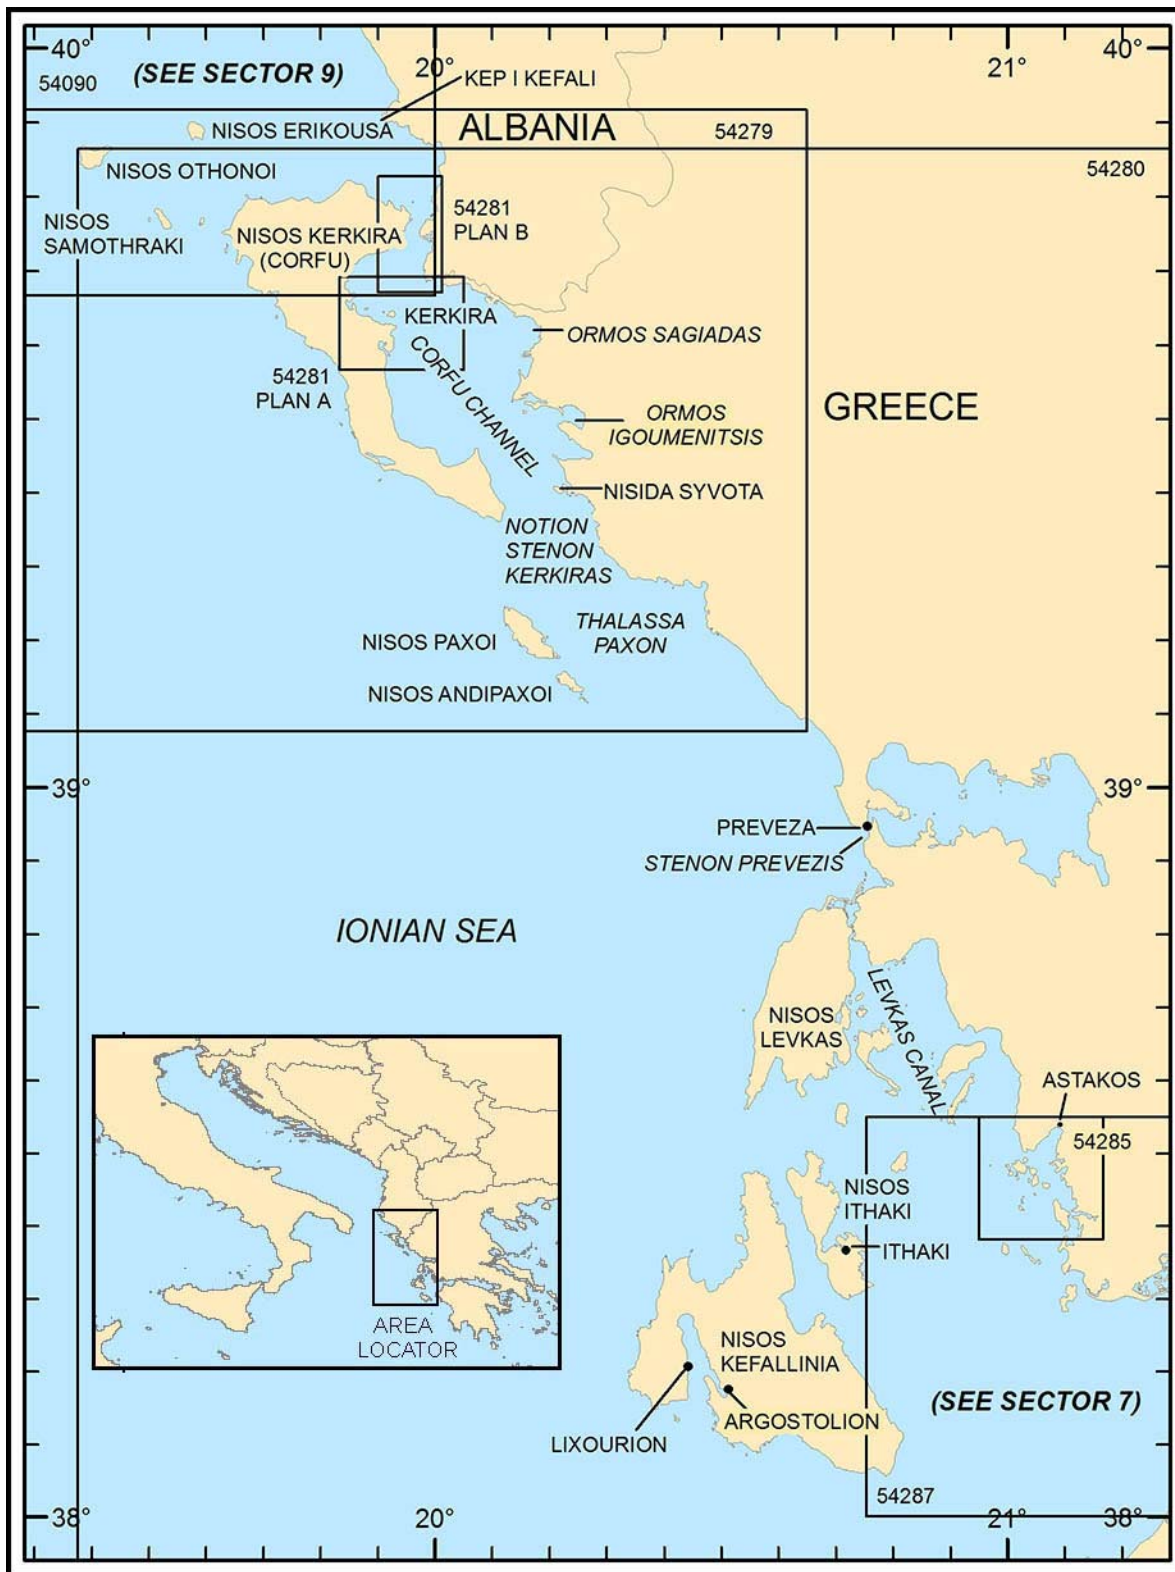 40°
20°
21°
40°
54090
(SEE SECTOR 9)
KEP I KEFALI
NISOS ERIKOUSA
ALBANIA
54279
NISOS OTHONOI
54280
NISOS
SAMOTHRAKI
NISOS KERKIRA
(CORFU)
54281
PLAN B
KERKIRA
ORMOS SAGIADAS
CORFU CHANNEL
54281
PLAN A
GREECE
ORMOS
IGOUMENITSIS
NISIDA SYVOTA
NOTION
STENON
KERKIRAS
THALASSA
PAXON
NISOS PAXOI
NISOS ANDIPAXOI
39°
39°
PREVEZA
STENON PREVEZIS
IONIAN SEA
NISOS
LEVKAS
LEVKAS CANAL
ASTAKOS
54285
NISOS
ITHAKI
ITHAKI
AREA
LOCATOR
NISOS
KEFALLINIA
(SEE SECTOR 7)
ARGOSTOLION
LIXOURION
54287
38°
20°
21°
38°